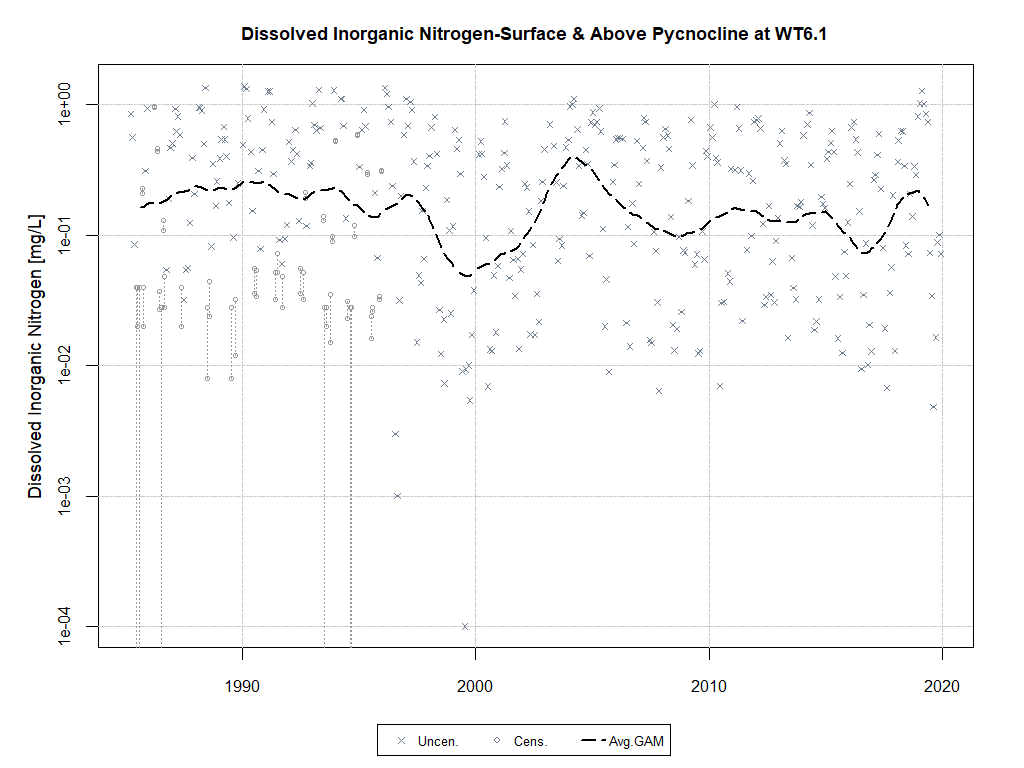 Dissolved Inorganic Nitrogen-Surface & Above Pycnocline at WT6.1
Dissolved Inorganic Nitrogen [mg/L]
1e+00
1e-01
1e-02
1e-03
1e-04
1990
2000
2010
2020
Uncen.
Cens.
Avg.GAM